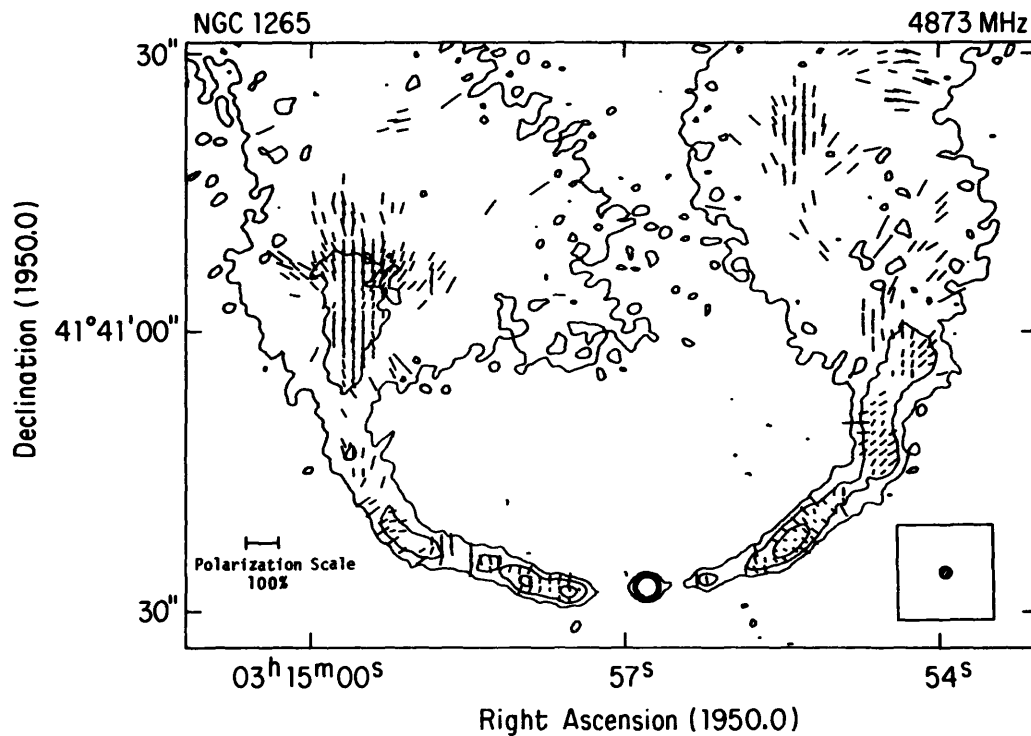 NGC 1265 4873 MHz
30"
Declination (1950.0)
41°41'00"
Polarization Scale
100%
30"
03ʰ15ᵐ00ˢ 57ˢ 54ˢ
Right Ascension (1950.0)